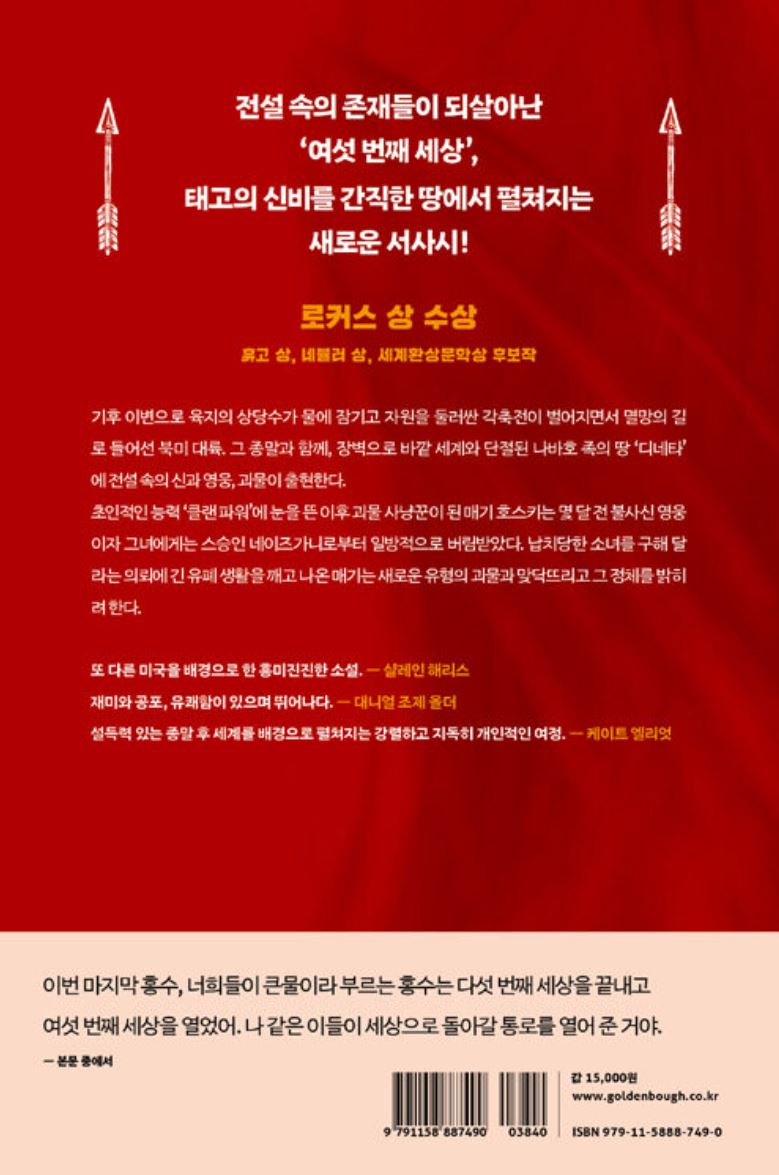 전설 속의 존재들이 되살아난
‘여섯 번째 세상’,
태고의 신비를 간직한 땅에서 펼쳐지는
새로운 서사시!
로커스 상 수상
휴고 상, 네뷸러 상, 세계환상문학상 후보작
기후 이변으로 육지의 상당수가 물에 잠기고 자원을 둘러싼 각축전이 벌어지면서 멸망의 길
로 들어선 북미 대륙. 그 종말과 함께, 장벽으로 바깥 세계와 단절된 나바호 족의 땅 ‘디네타’
에 전설 속의 신과 영웅, 괴물이 출현한다.
초인적인 능력 ‘클랜 파워’에 눈을 뜬 이후 괴물 사냥꾼이 된 매기 호스키는 몇 달 전 불사신 영웅
이자 그녀에게는 스승인 네이즈가니로부터 일방적으로 버림받았다. 납치당한 소녀를 구해 달
라는 의뢰에 긴 유폐 생활을 깨고 나온 매기는 새로운 유형의 괴물과 맞닥뜨리고 그 정체를 밝히
려 한다.
또 다른 미국을 배경으로 한 흥미진진한 소설. — 샬레인 해리스
재미와 공포, 유쾌함이 있으며 뛰어나다. — 대니얼 조제 올더
설득력 있는 종말 후 세계를 배경으로 펼쳐지는 강렬하고 지독히 개인적인 여정. — 케이트 엘리엇
이번 마지막 홍수, 너희들이 큰물이라 부르는 홍수는 다섯 번째 세상을 끝내고
여섯 번째 세상을 열었어. 나 같은 이들이 세상으로 돌아갈 통로를 열어 준 거야.
— 본문 중에서
값 15,000원
www.goldenbough.co.kr
9 791158 887490 03840
ISBN 979-11-5888-749-0